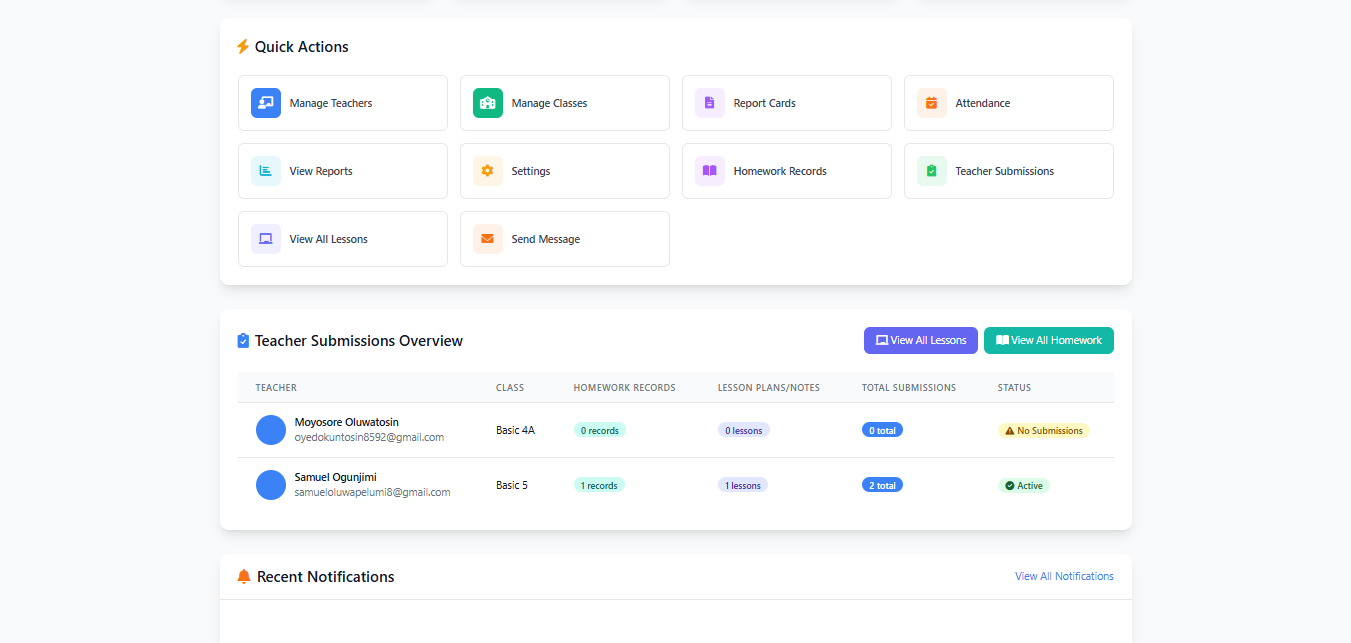 Quick Actions
Manage Teachers
Manage Classes
Report Cards
Attendance
View Reports
Settings
Homework Records
Teacher Submissions
View All Lessons
Send Message
Teacher Submissions Overview
View All Lessons
View All Homework
TEACHER CLASS HOMEWORK RECORDS LESSON PLANS/NOTES TOTAL SUBMISSIONS STATUS
Moyosore Oluwatosin
oyedokuntosin8592@gmail.com
Basic 4A
0 records
0 lessons
0 total
No Submissions
Samuel Ogunjimi
samueloluwapelumi8@gmail.com
Basic 5
1 records
1 lessons
2 total
Active
Recent Notifications
View All Notifications